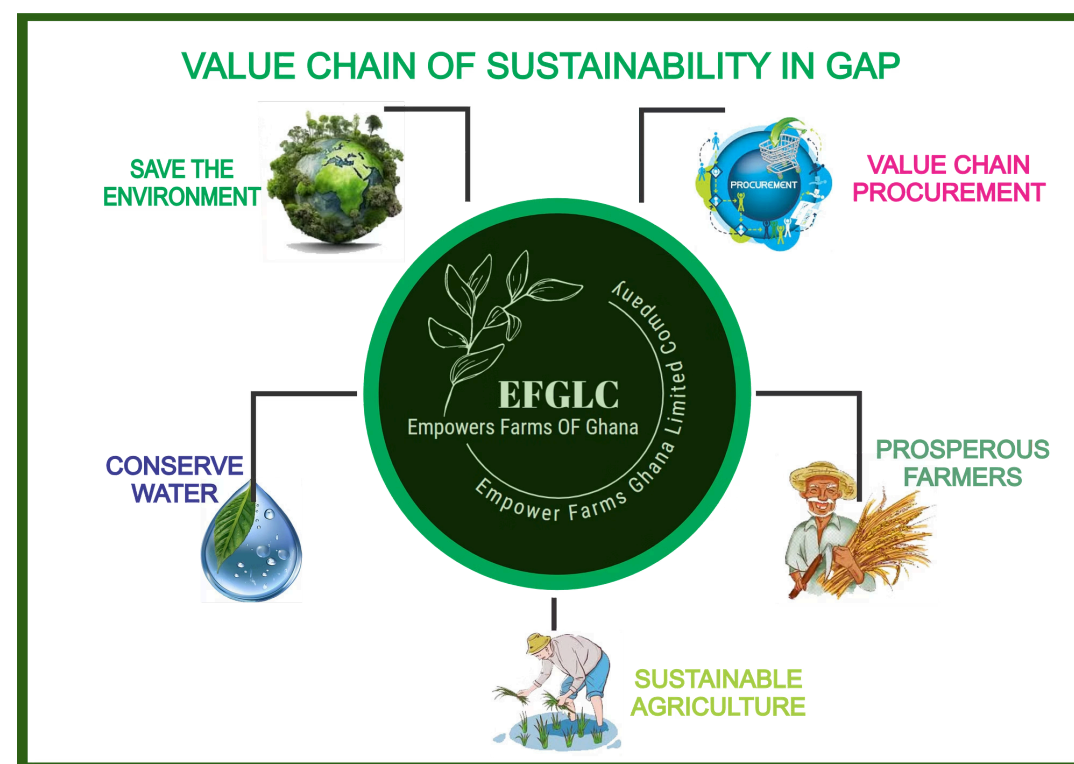 VALUE CHAIN OF SUSTAINABILITY IN GAP
SAVE THE
ENVIRONMENT
PROCUREMENT
VALUE CHAIN
PROCUREMENT
EFGLC
Empowers Farms OF Ghana
Empower Farms Ghana Limited Company
CONSERVE
WATER
PROSPEROUS
FARMERS
SUSTAINABLE
AGRICULTURE